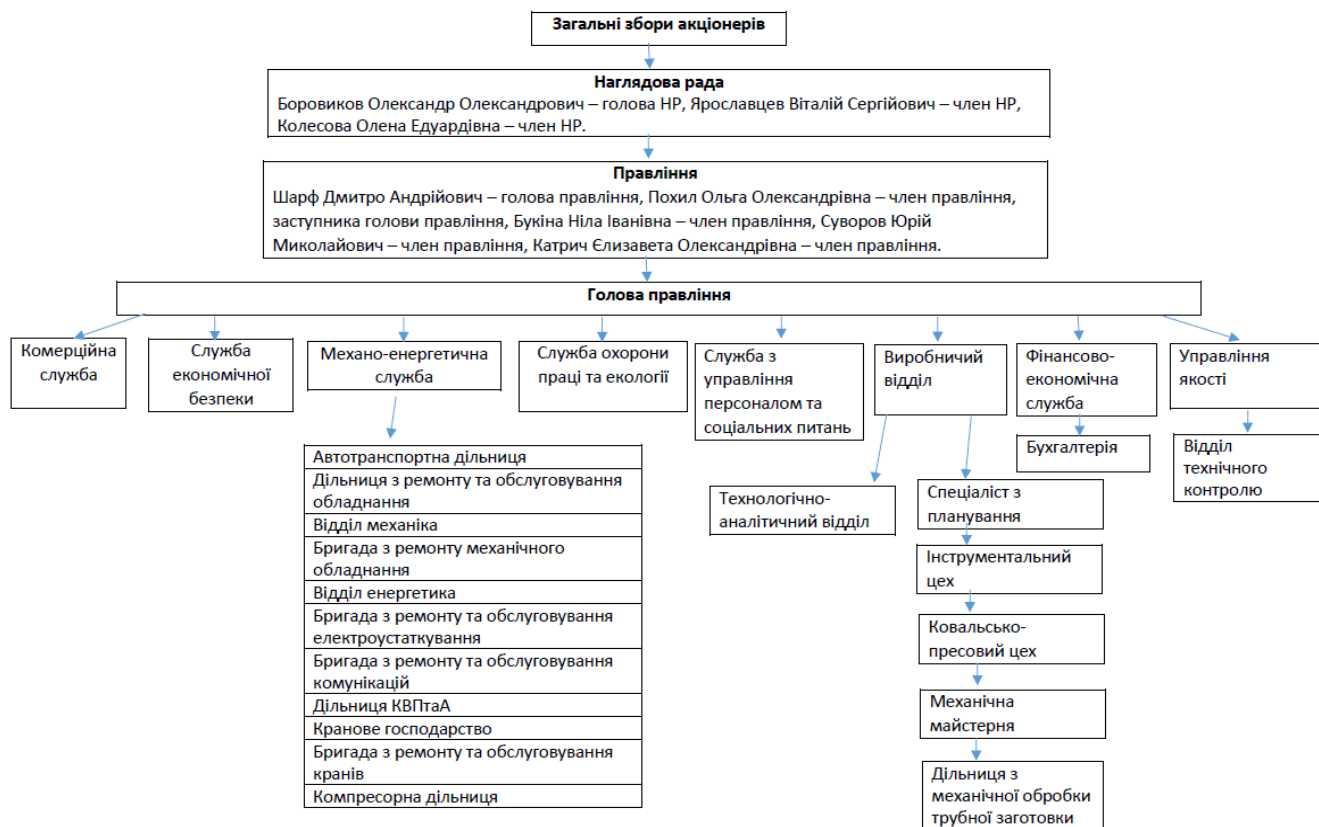 Загальні збори акціонерів
Наглядова рада
Боровиков Олександр Олександрович – голова НР, Ярославцев Віталій Сергійович – член НР,
Колесова Олена Едуардівна – член НР.
Правління
Шарф Дмитро Андрійович – голова правління, Похил Ольга Олександрівна – член правління,
заступника голови правління, Букіна Ніла Іванівна – член правління, Суворов Юрій
Миколайович – член правління, Катрич Єлизавета Олександрівна – член правління.
Голова правління
Комерційна
служба
Служба
економічної
безпеки
Механо-енергетична
служба
Служба охорони
праці та екології
Служба з
управління
персоналом та
соціальних питань
Виробничий
відділ
Фінансово-
економічна
служба
Управління
якості
Автотранспортна дільниця
Дільниця з ремонту та обслуговування
обладнання
Відділ механіка
Бригада з ремонту механічного
обладнання
Відділ енергетика
Бригада з ремонту та обслуговування
електроустаткування
Бригада з ремонту та обслуговування
комунікацій
Дільниця КВПтаА
Кранове господарство
Бригада з ремонту та обслуговування
кранів
Компресорна дільниця
Технологічно-
аналітичний відділ
Спеціаліст з
планування
Інструментальний
цех
Ковальсько-
пресовий цех
Механічна
майстерня
Дільниця з
механічної обробки
трубної заготовки
Бухгалтерія
Відділ
технічного
контролю